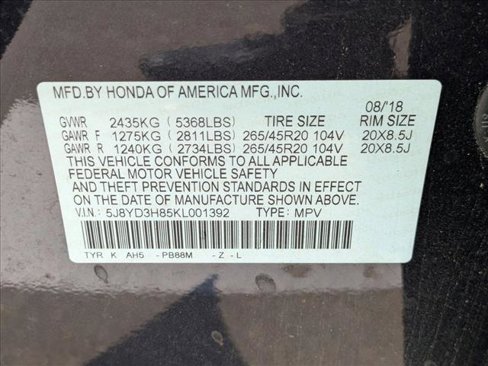 MFD.BY HONDA OF AMERICA MFG.,INC.
08/'18
GVWR 2435KG ( 5368LBS) TIRE SIZE RIM SIZE
GAWR F 1275KG ( 2811LBS) 265/45R20 104V 20X8.5J
GAWR R 1240KG ( 2734LBS) 265/45R20 104V 20X8.5J
THIS VEHICLE CONFORMS TO ALL APPLICABLE
FEDERAL MOTOR VEHICLE SAFETY
AND THEFT PREVENTION STANDARDS IN EFFECT
ON THE DATE OF MANUFACTURE SHOWN ABOVE.
V.I.N: 5J8YD3H85KL001392 TYPE: MPV
TYR K AH5 -PB88M -Z -L